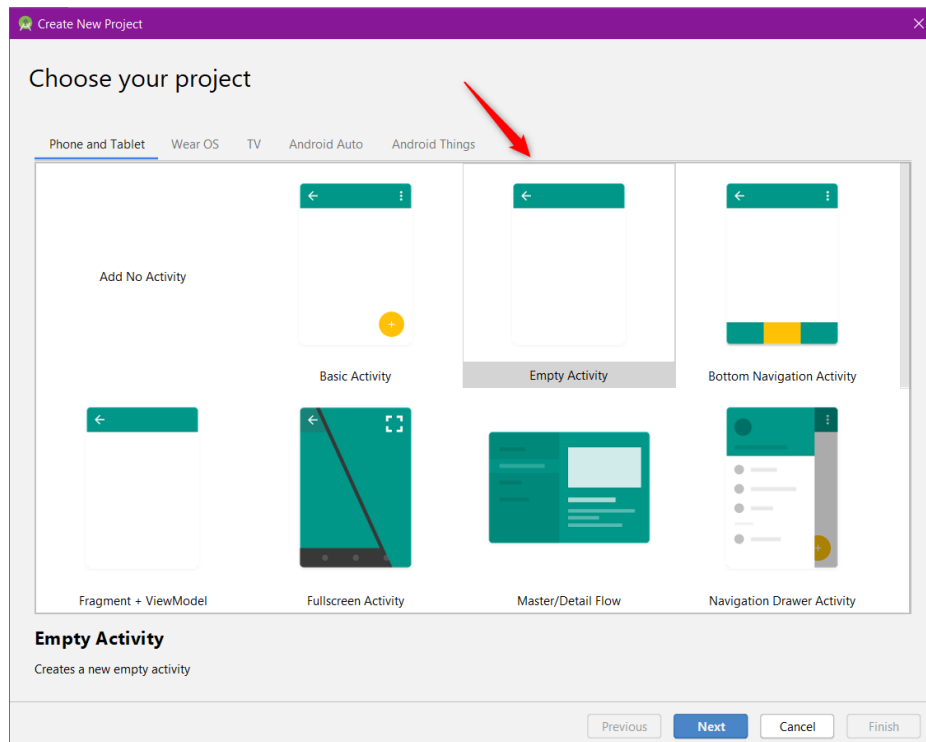 Create New Project
Choose your project
Phone and Tablet Wear OS TV Android Auto Android Things
Add No Activity
Basic Activity Empty Activity Bottom Navigation Activity
Fragment + ViewModel Fullscreen Activity Master/Detail Flow Navigation Drawer Activity
Empty Activity
Creates a new empty activity
Previous Next Cancel Finish